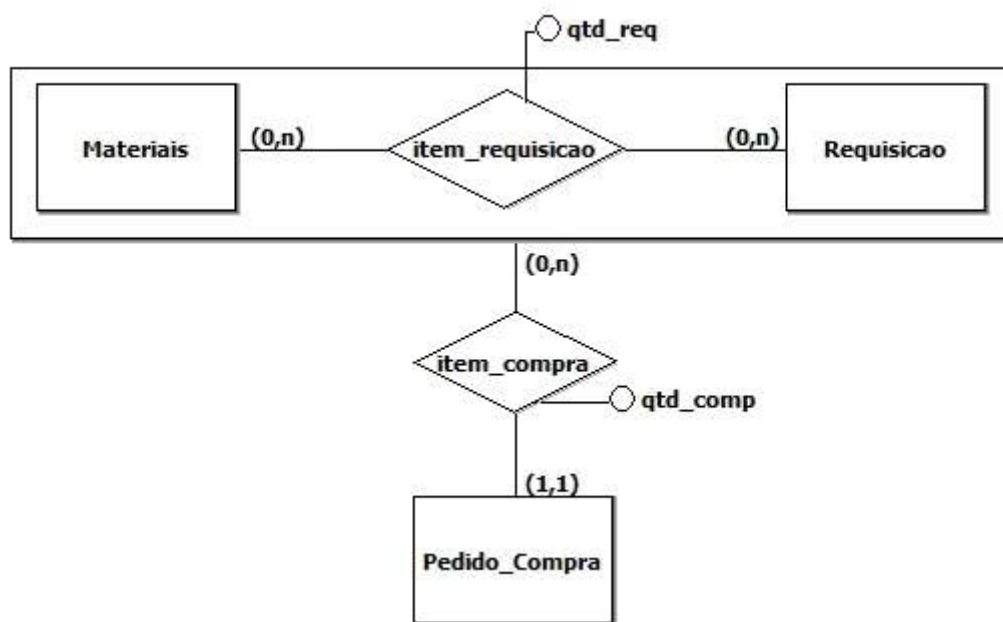 qtd_req
Materiais (0,n) item_requisicao (0,n) Requisicao
(0,n)
item_compra
qtd_comp
(1,1)
Pedido_Compra